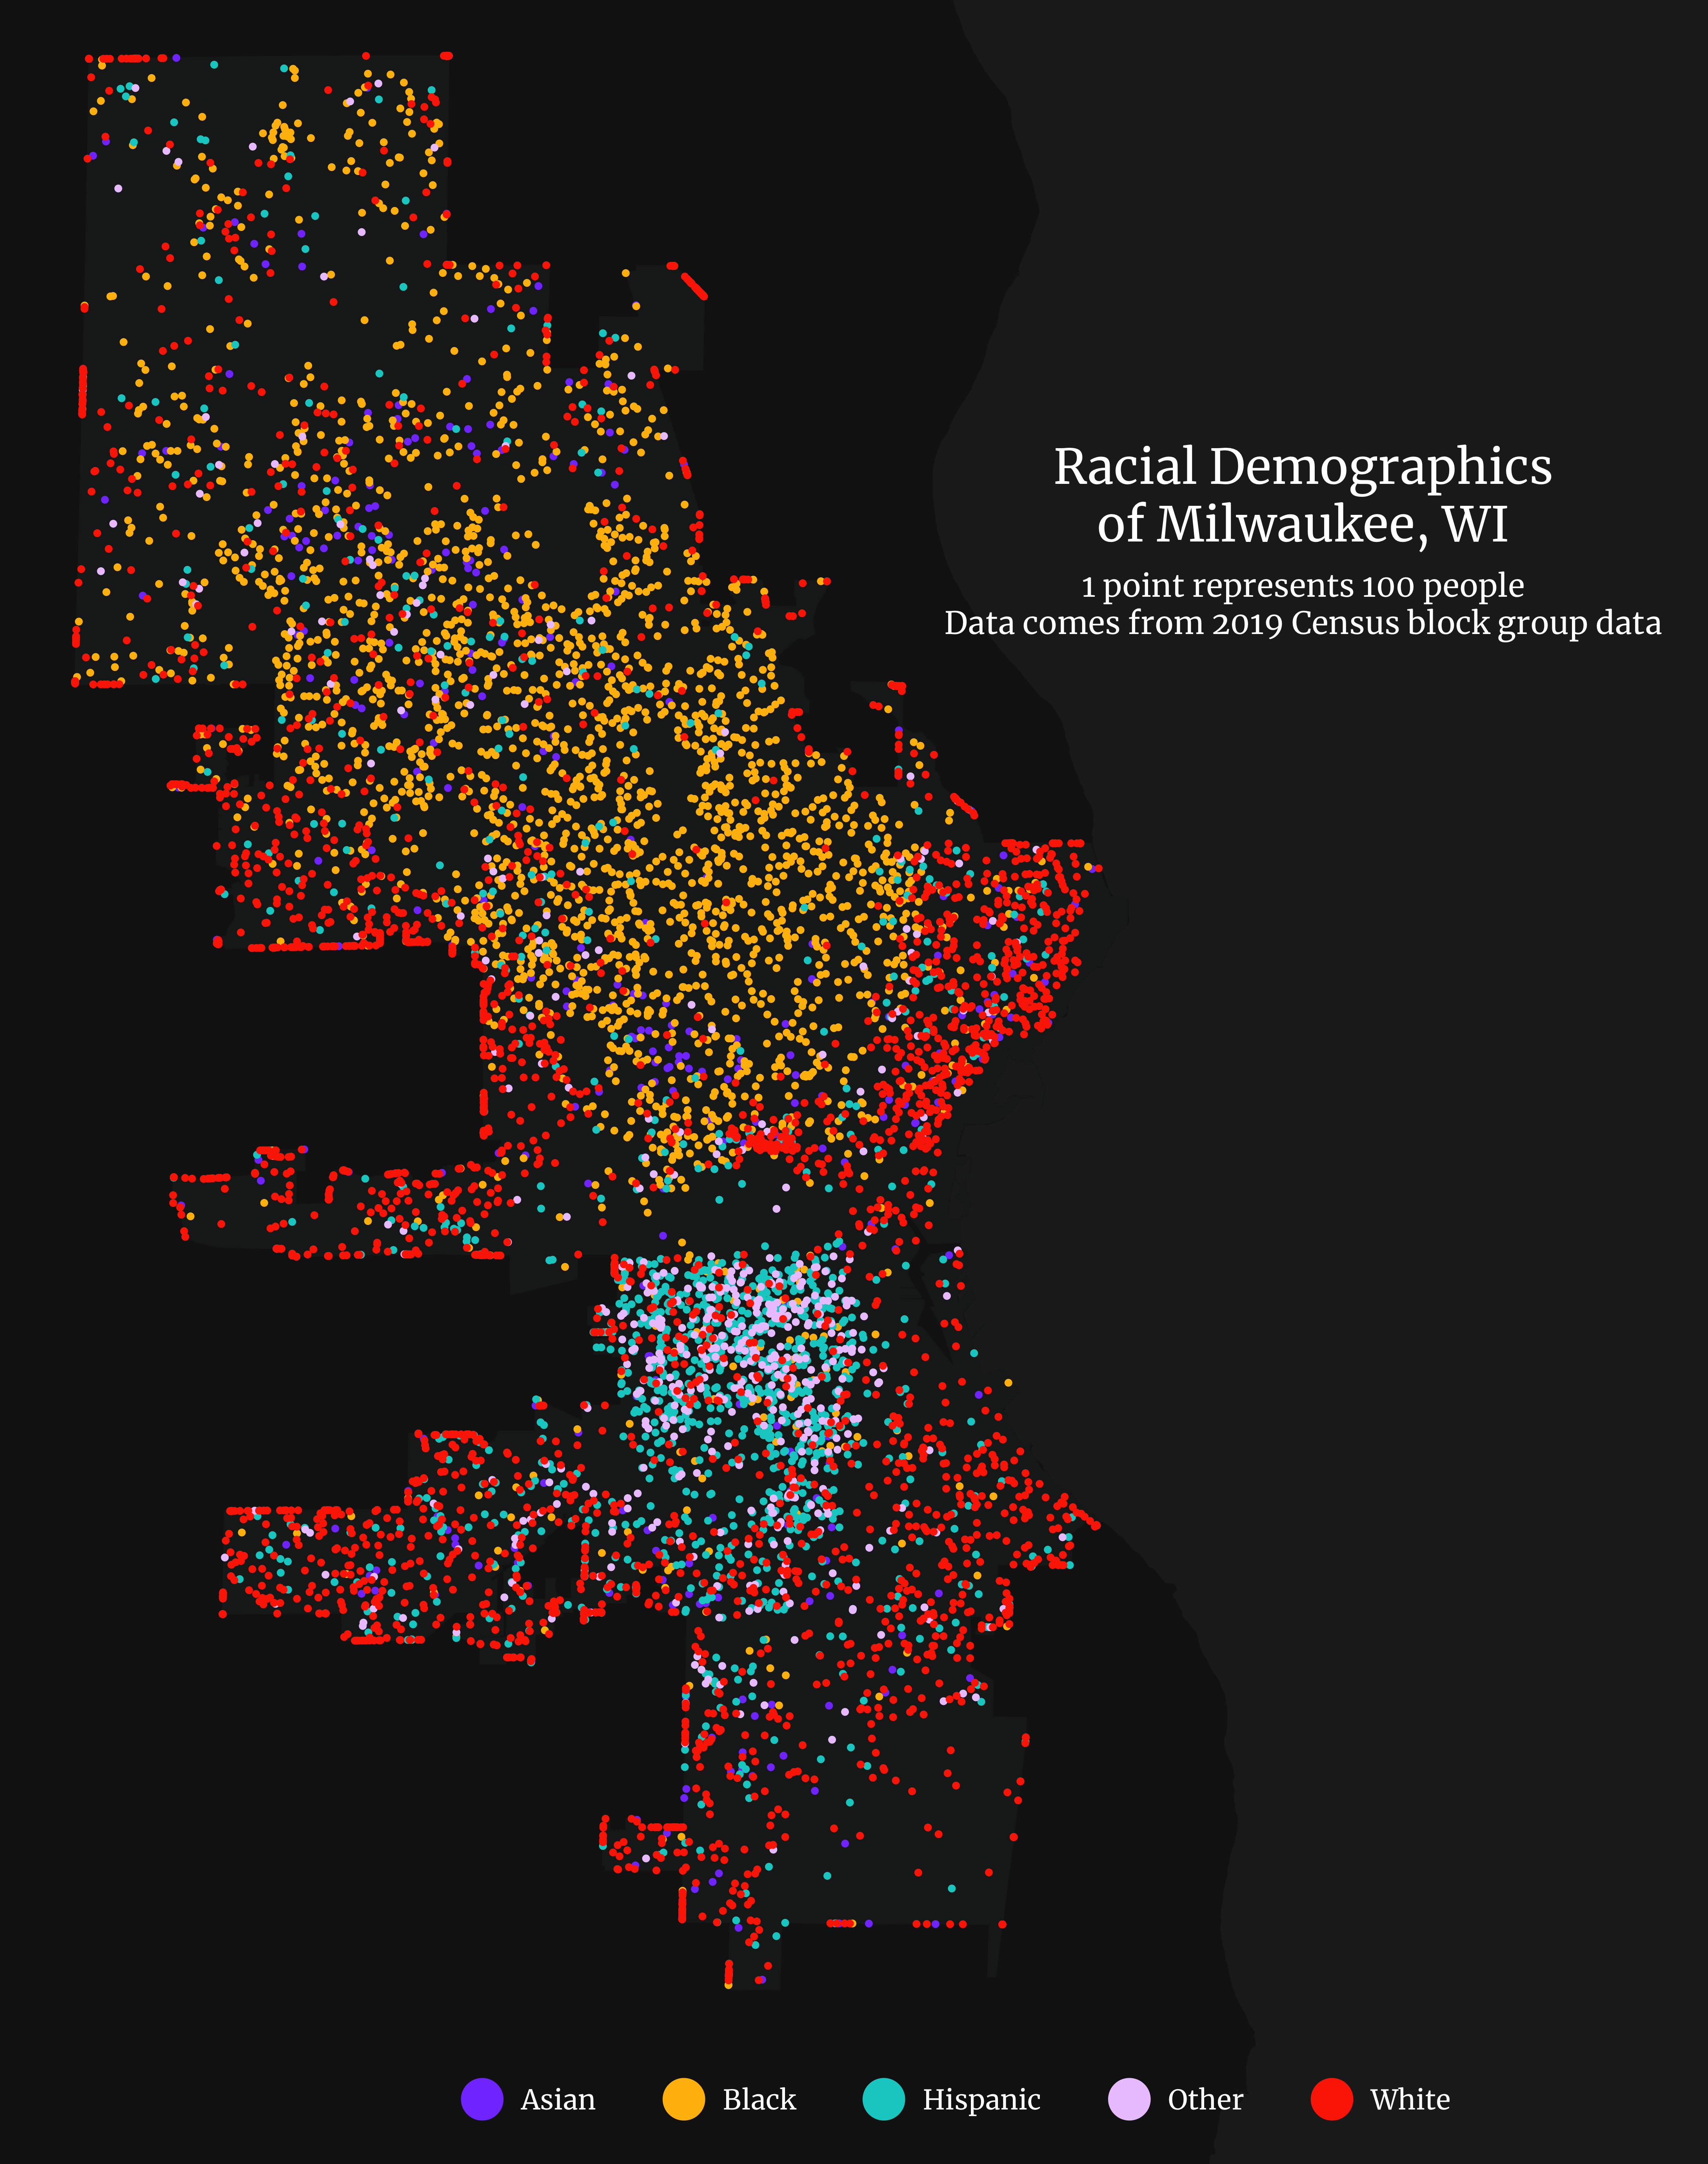 Racial Demographics
of Milwaukee, WI
1 point represents 100 people
Data comes from 2019 Census block group data
Asian Black Hispanic Other White